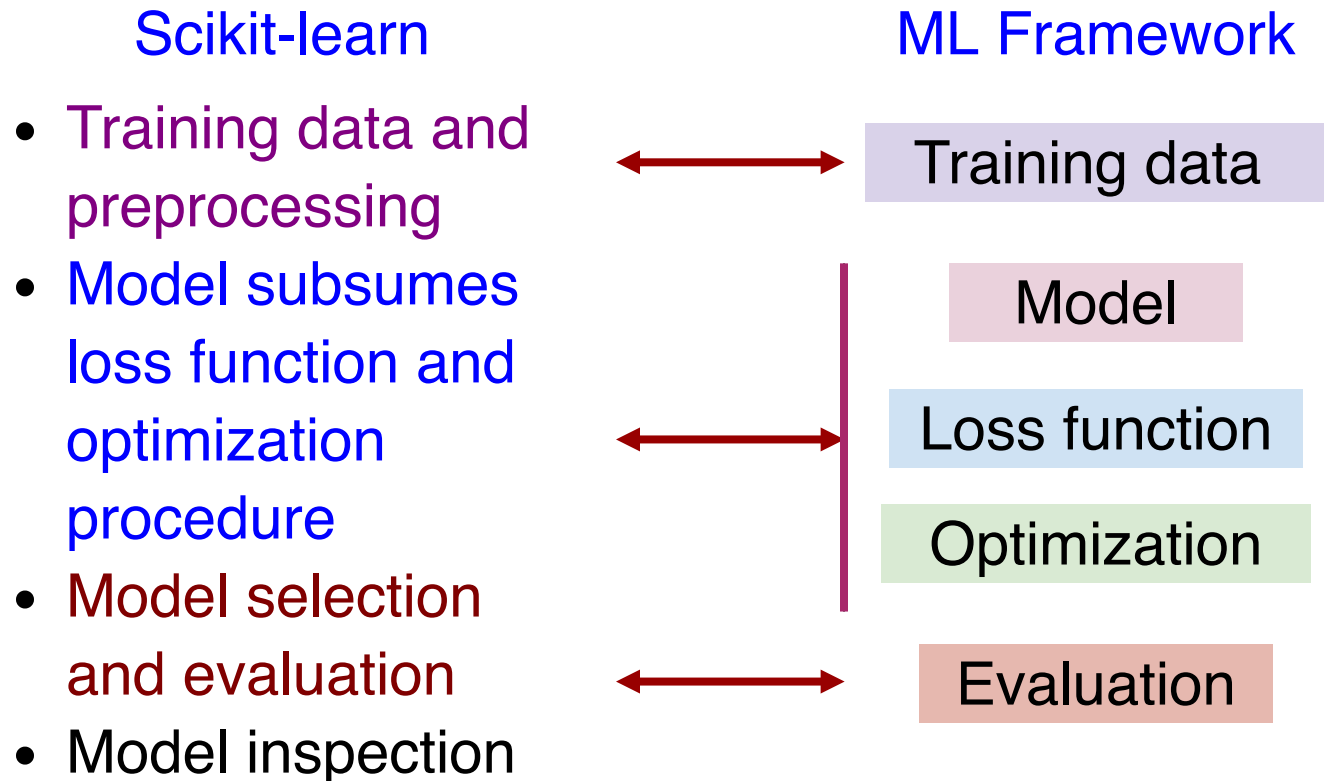 Scikit-learn
• Training data and
preprocessing
• Model subsumes
loss function and
optimization
procedure
• Model selection
and evaluation
• Model inspection
ML Framework
Training data
Model
Loss function
Optimization
Evaluation